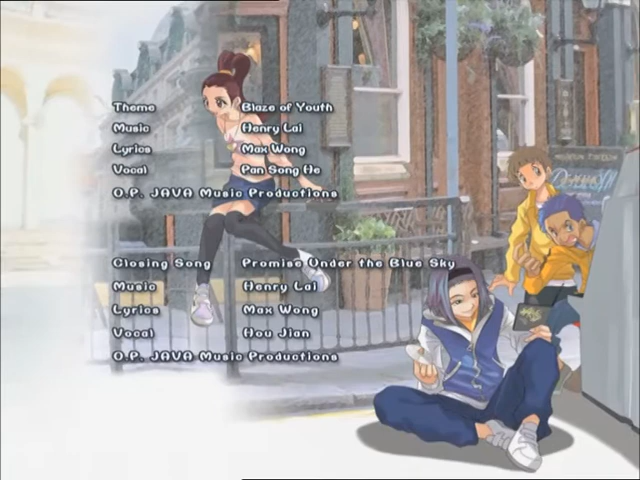 Theme Blaze of Youth
Music Henry Lai
Lyrics Max Wong
Vocal Pan Song He
O.P. JAVA Music Productions
Closing Song Promise Under the Blue Sky
Music Henry Lai
Lyrics Max Wong
Vocal Hou Jian
O.P. JAVA Music Productions